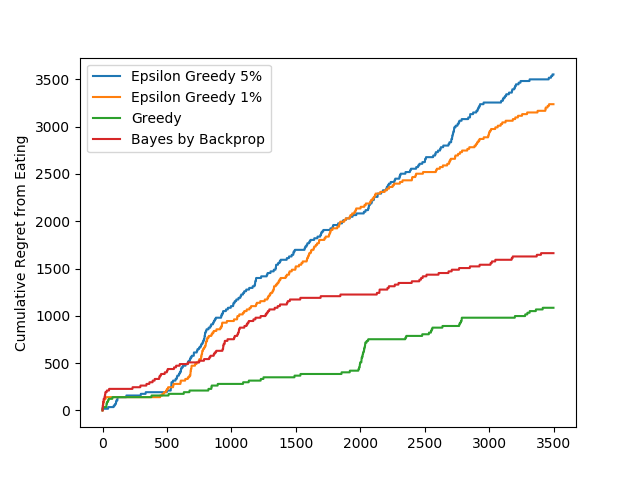 Epsilon Greedy 5%
Epsilon Greedy 1%
Greedy
Bayes by Backprop
Cumulative Regret from Eating
3500
3000
2500
2000
1500
1000
500
0
0 500 1000 1500 2000 2500 3000 3500